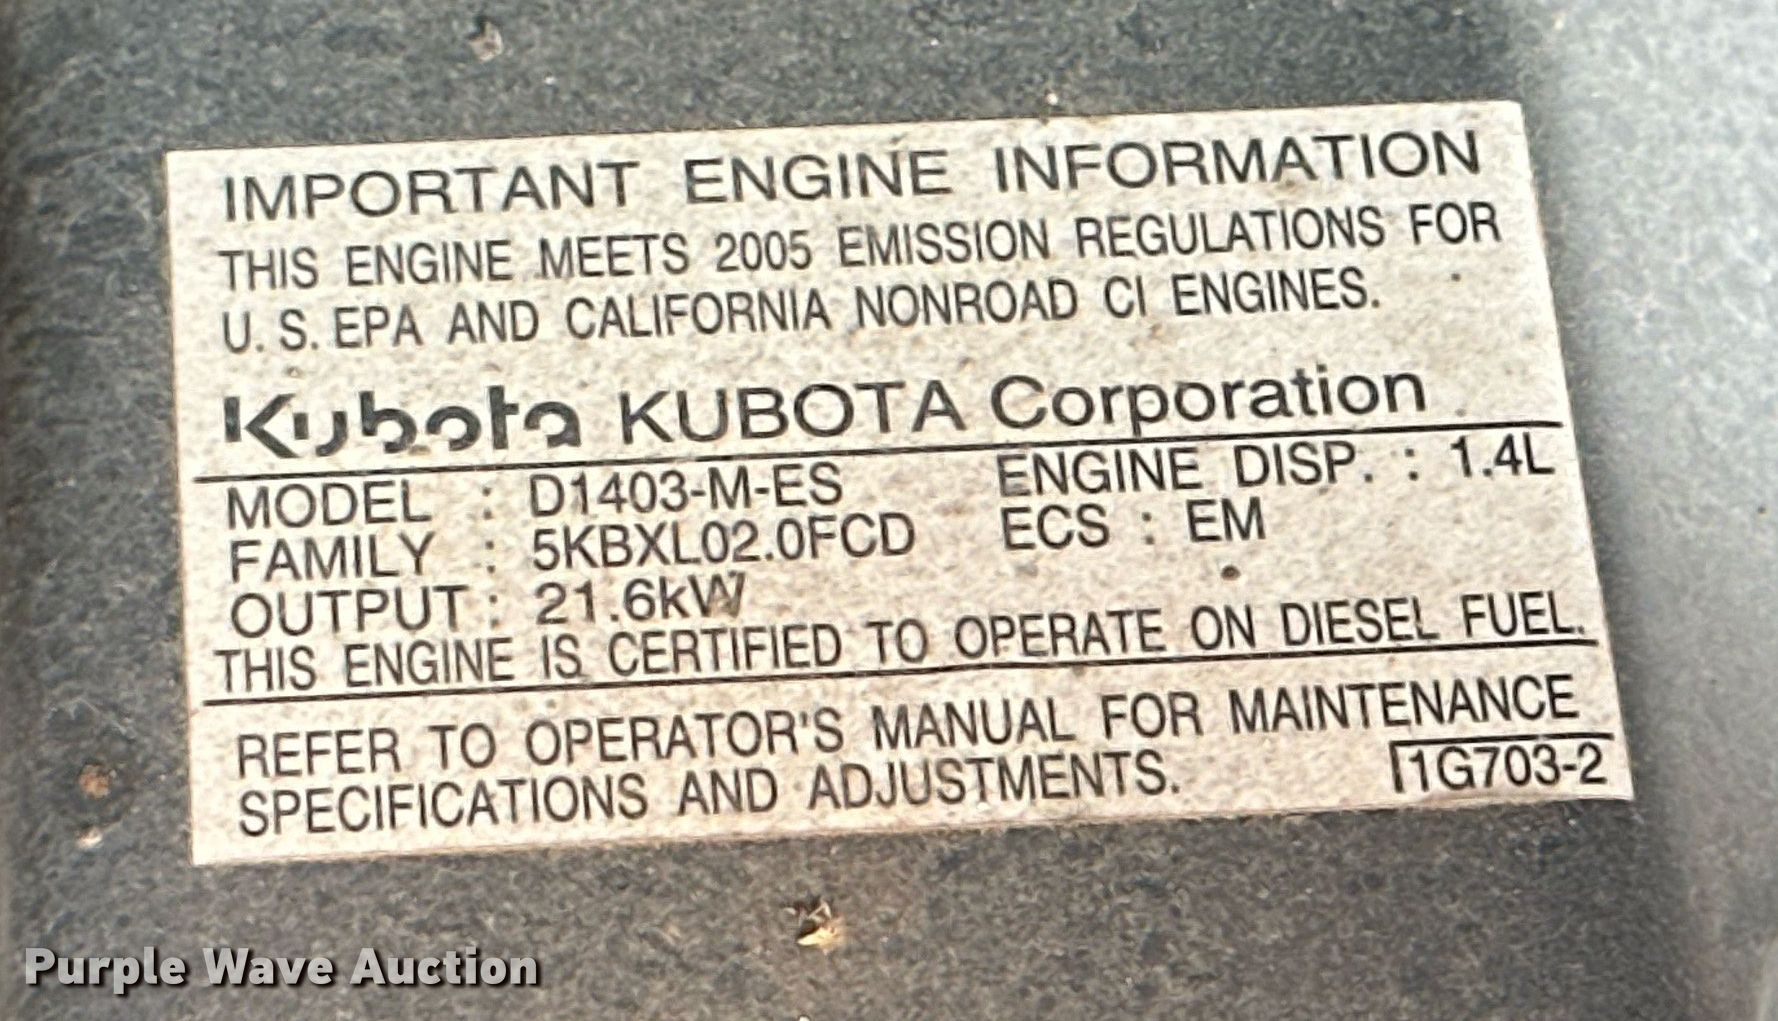 IMPORTANT ENGINE INFORMATION
THIS ENGINE MEETS 2005 EMISSION REGULATIONS FOR
U. S. EPA AND CALIFORNIA NONROAD CI ENGINES.
Kubota KUBOTA Corporation
MODEL : D1403-M-ES ENGINE DISP. : 1.4L
FAMILY : 5KBXL02.0FCD ECS : EM
OUTPUT : 21.6kW
THIS ENGINE IS CERTIFIED TO OPERATE ON DIESEL FUEL.
REFER TO OPERATOR'S MANUAL FOR MAINTENANCE
SPECIFICATIONS AND ADJUSTMENTS. 1G703-2
Purple Wave Auction